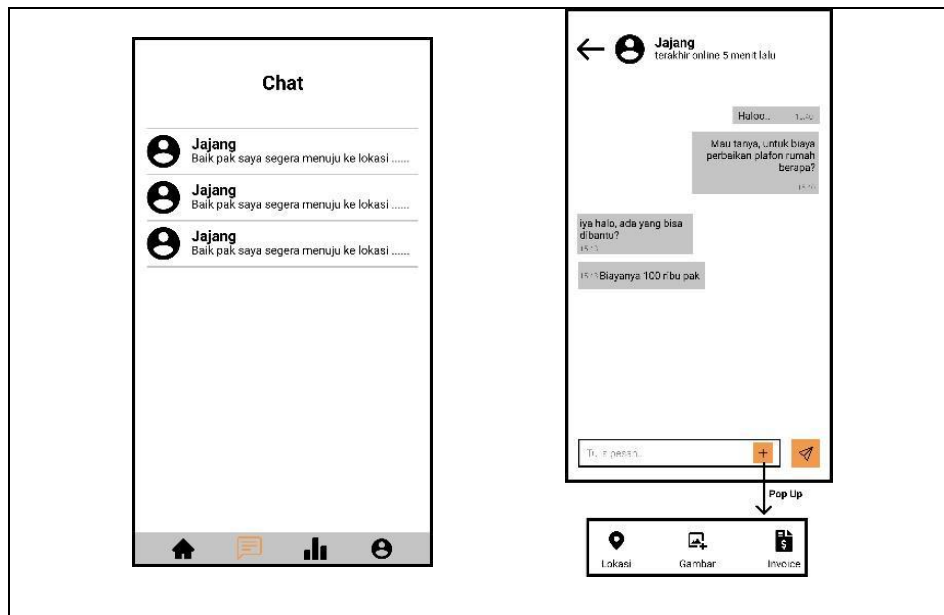 Chat
Jajang
Baik pak saya segera menuju ke lokasi ......
Jajang
Baik pak saya segera menuju ke lokasi ......
Jajang
Baik pak saya segera menuju ke lokasi ......
Jajang
terakhir online 5 menit lalu
Haloo..
Mau tanya, untuk biaya
perbaikan plafon rumah
berapa?
iya halo, ada yang bisa
dibantu?
Biayanya 100 ribu pak
pesan..
+
Pop Up
Lokasi
Gambar
Invoice